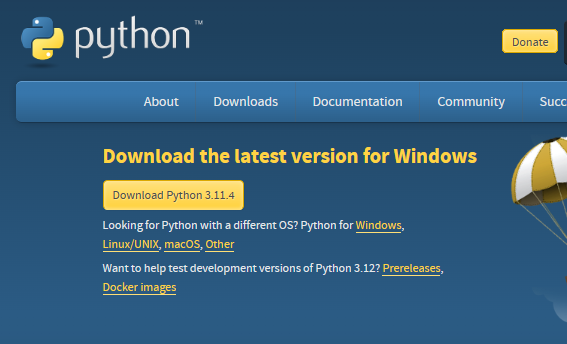 python™
Donate
About Downloads Documentation Community Succ
Download the latest version for Windows
Download Python 3.11.4
Looking for Python with a different OS? Python for Windows,
Linux/UNIX, macOS, Other
Want to help test development versions of Python 3.12? Prereleases,
Docker images